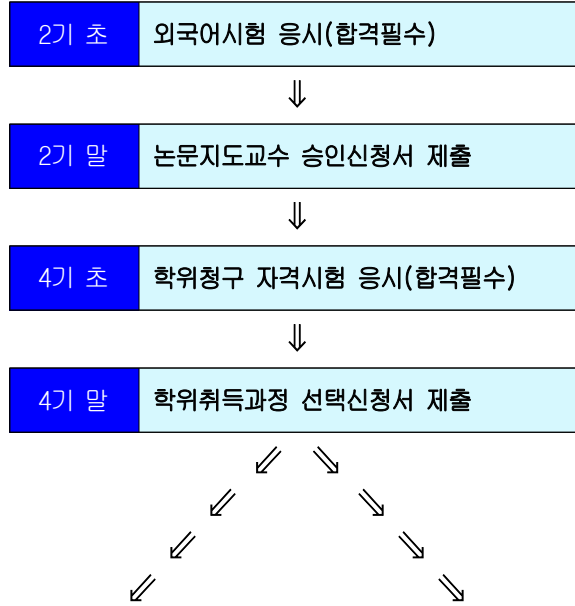 2기 초 외국어시험 응시(합격필수)
⇓
2기 말 논문지도교수 승인신청서 제출
⇓
4기 초 학위청구 자격시험 응시(합격필수)
⇓
4기 말 학위취득과정 선택신청서 제출